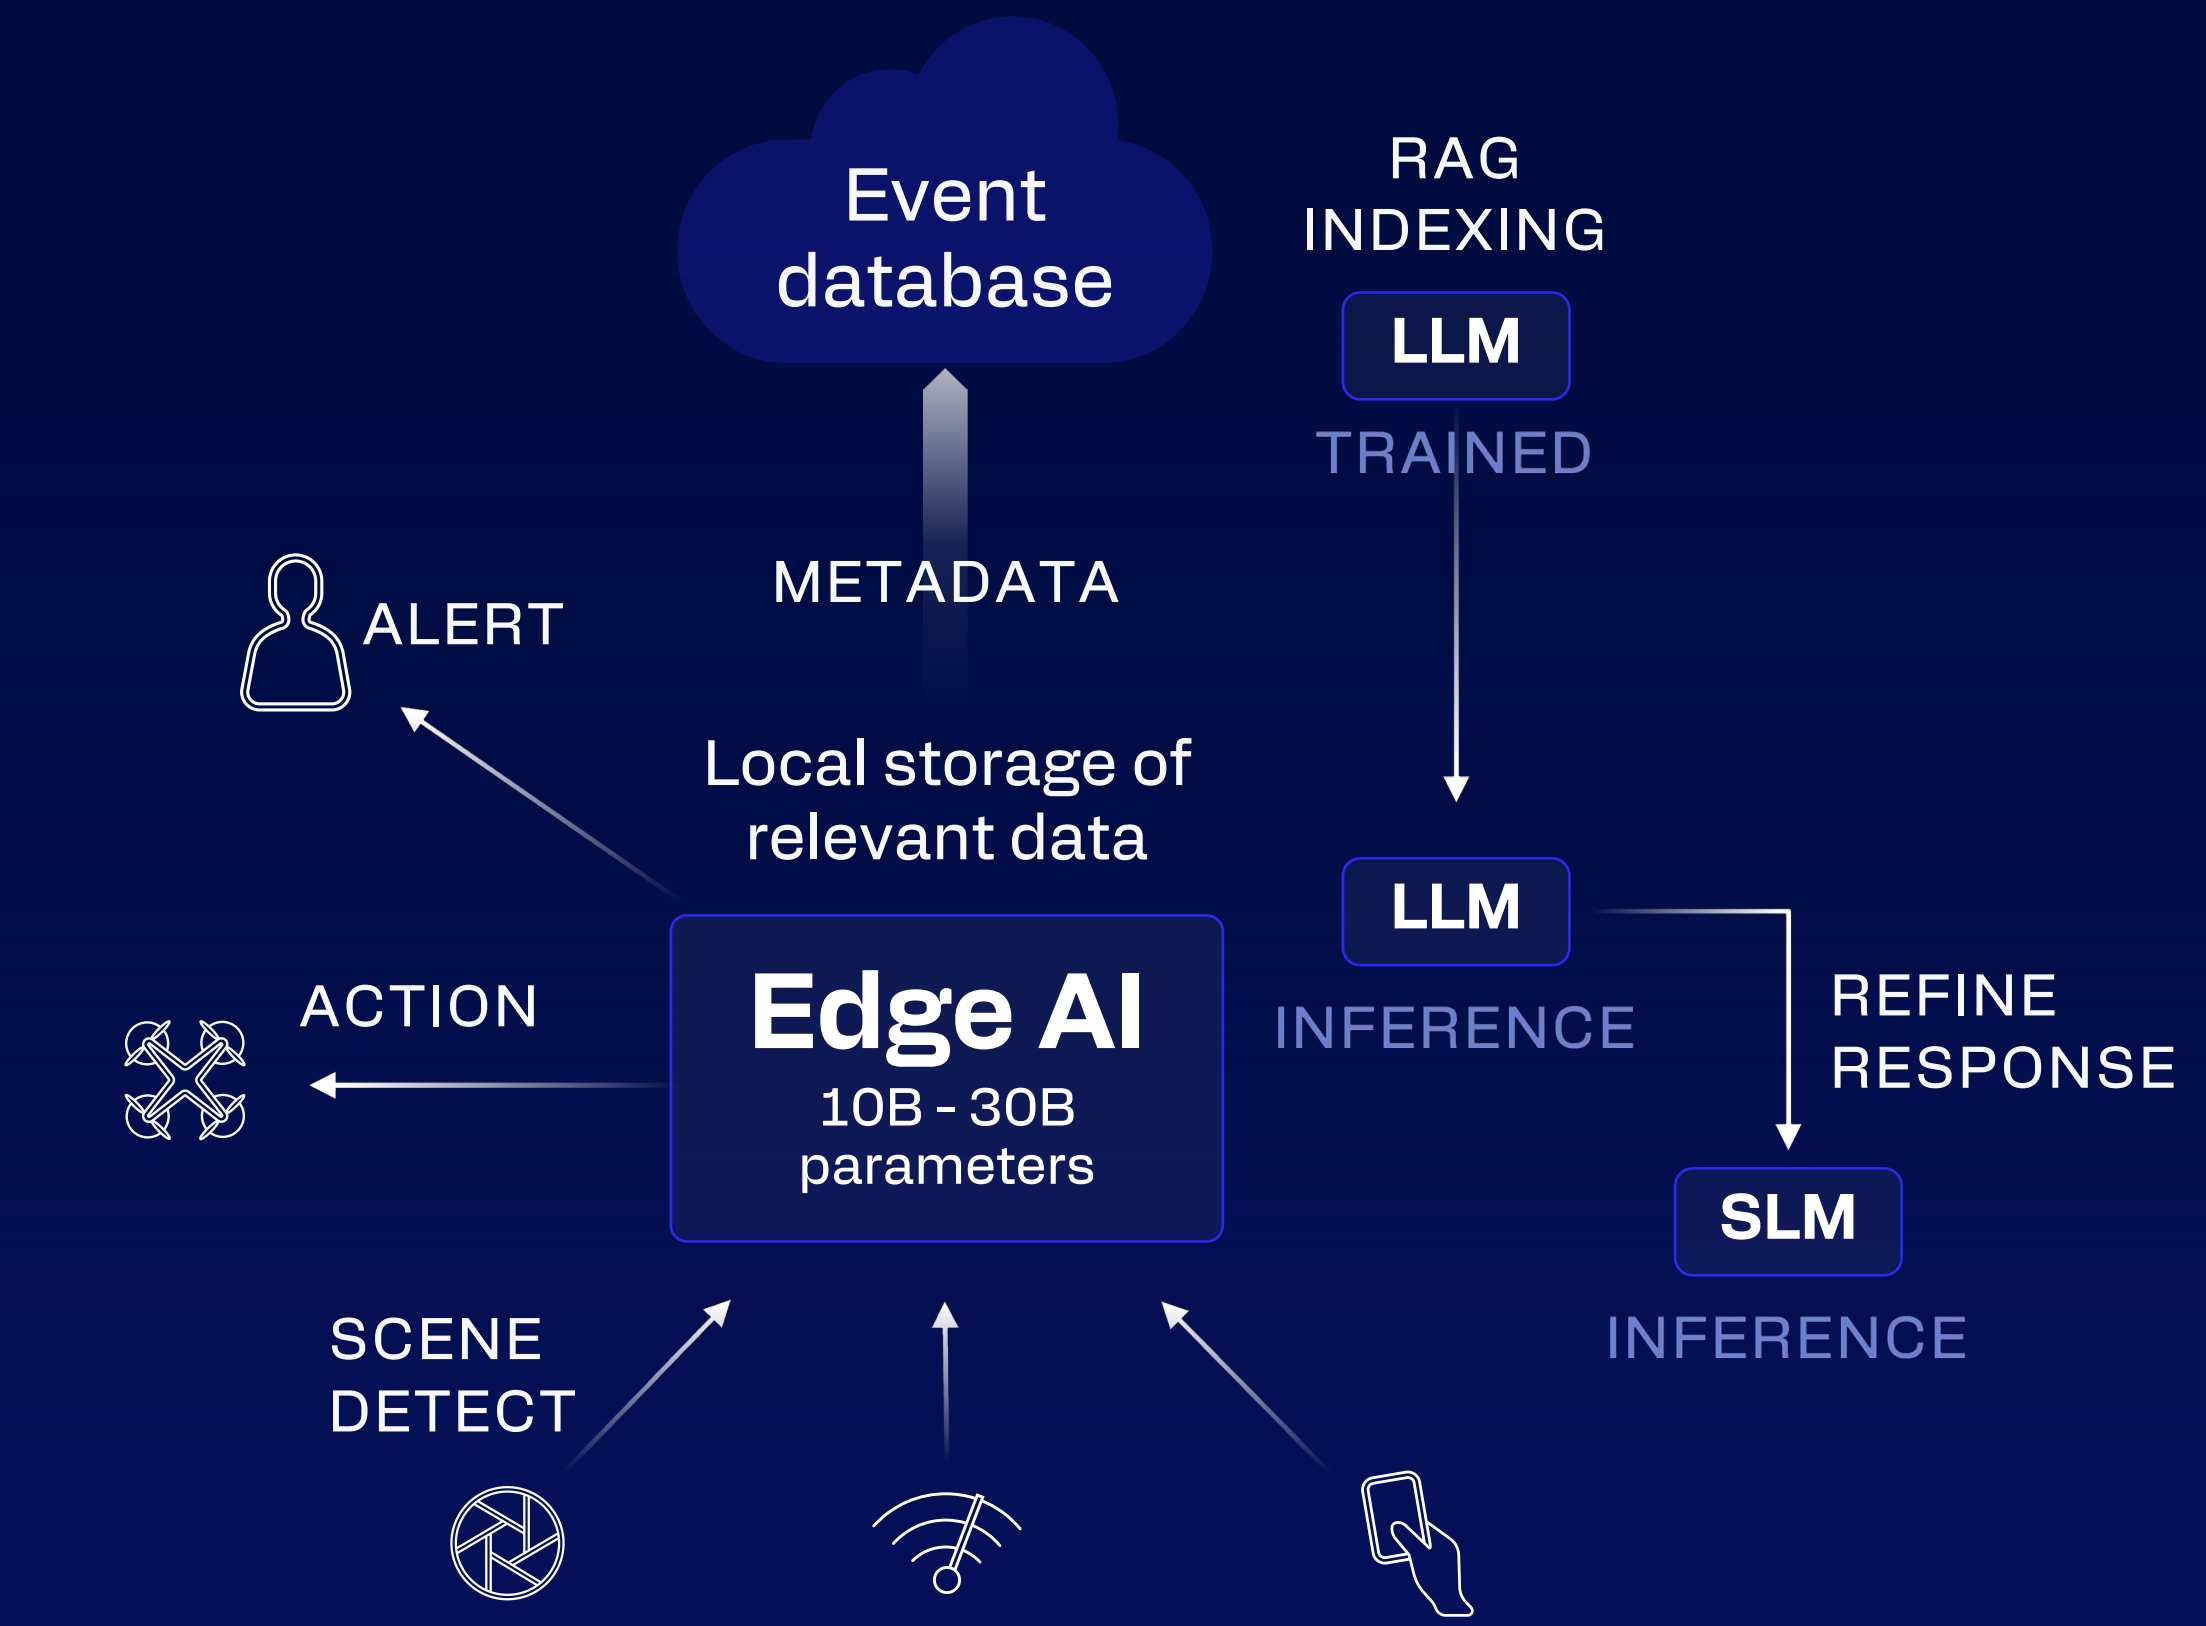 Event
database
RAG
INDEXING
LLM
TRAINED
METADATA
ALERT
Local storage of
relevant data
LLM
INFERENCE
Edge AI
10B - 30B
parameters
ACTION
REFINE
RESPONSE
SLM
INFERENCE
SCENE
DETECT